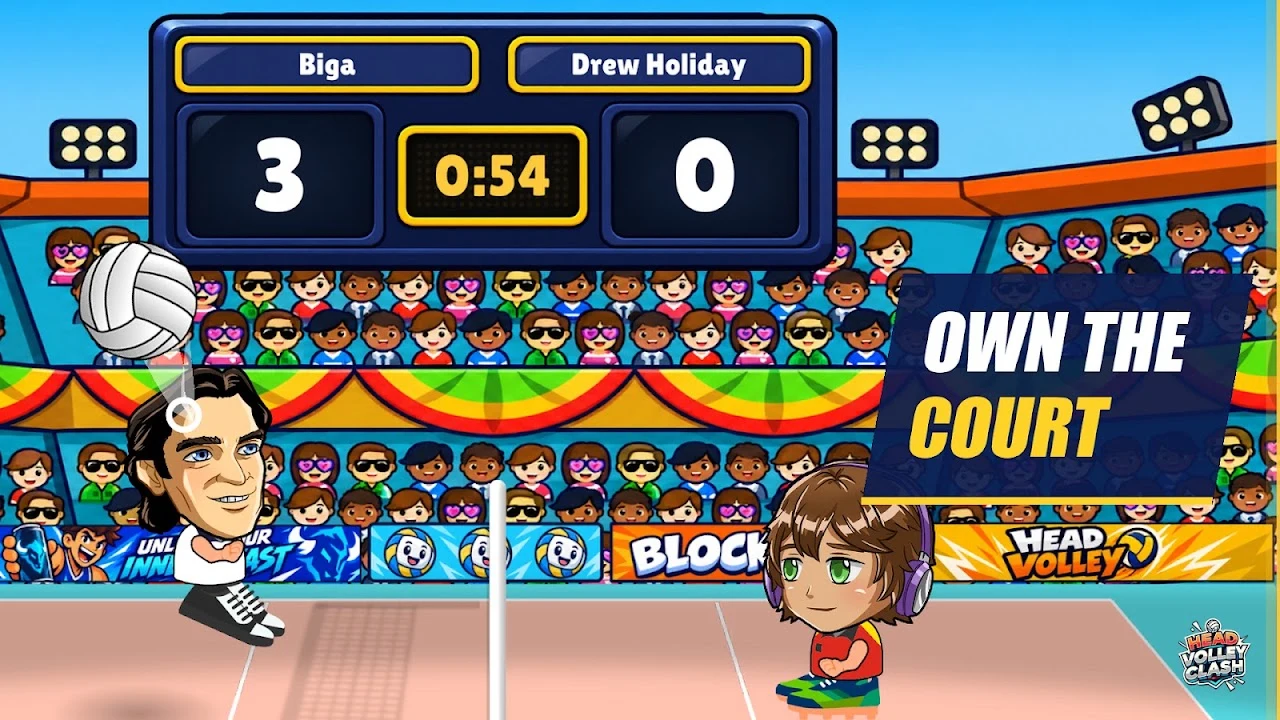 Biga
Drew Holiday
3
0:54
0
OWN THE
COURT
BLOCK
HEAD
VOLLEY
HEAD
VOLLEY
CLASH